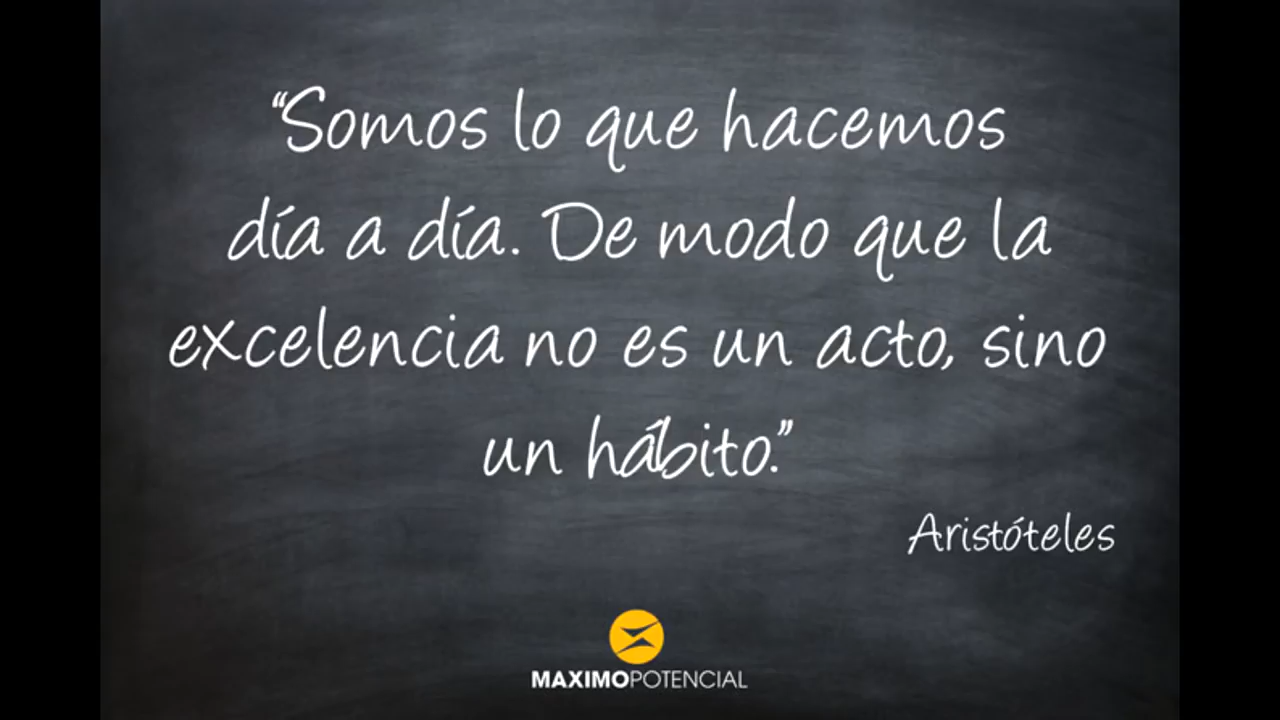 “Somos lo que hacemos
día a día. De modo que la
excelencia no es un acto, sino
un hábito.”
Aristóteles
MAXIMOPOTENCIAL